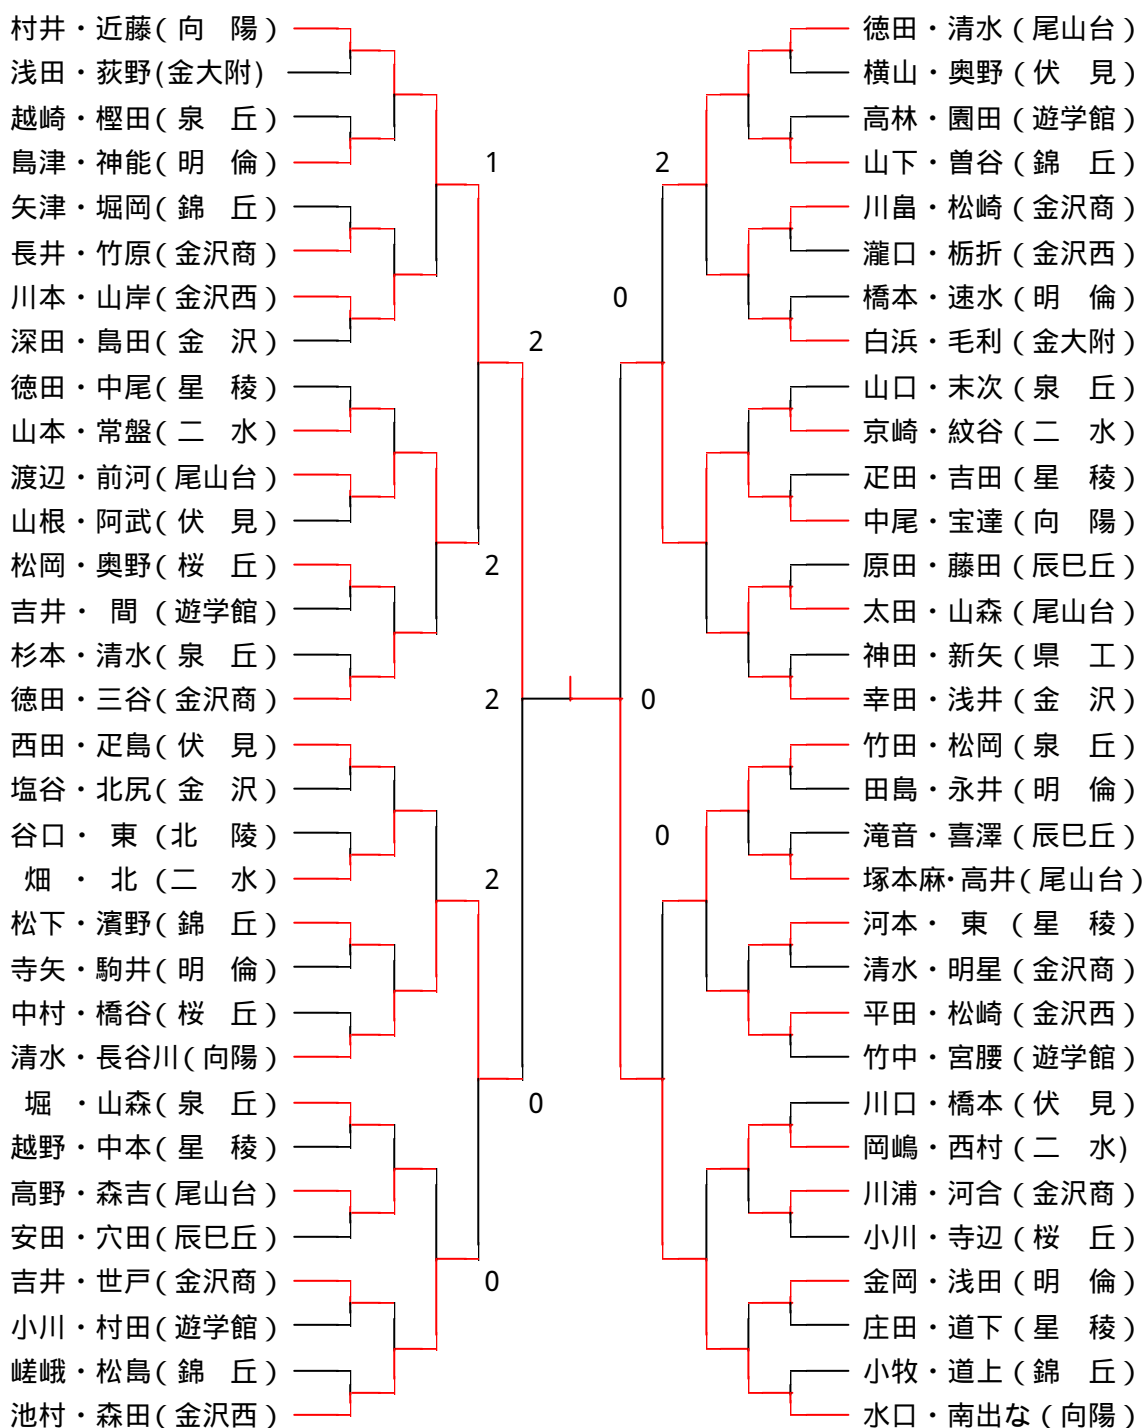 村井・近藤(向　陽)
浅田・荻野(金大附)
越崎・樫田(泉　丘)
島津・神能(明　倫)
1
矢津・堀岡(錦　丘)
長井・竹原(金沢商)
川本・山岸(金沢西)
深田・島田(金　沢)
2
徳田・中尾(星　稜)
山本・常盤(二　水)
渡辺・前河(尾山台)
山根・阿武(伏　見)
松岡・奥野(桜　丘)
2
吉井・間(遊学館)
杉本・清水(泉　丘)
徳田・三谷(金沢商)
2
西田・疋島(伏　見)
塩谷・北尻(金　沢)
谷口・東(北　陵)
畑・北(二　水)
2
松下・濱野(錦　丘)
寺矢・駒井(明　倫)
中村・橋谷(桜　丘)
清水・長谷川(向陽)
堀・山森(泉　丘)
0
越野・中本(星　稜)
高野・森吉(尾山台)
安田・穴田(辰巳丘)
吉井・世戸(金沢商)
0
小川・村田(遊学館)
嵯峨・松島(錦　丘)
池村・森田(金沢西)
徳田・清水(尾山台)
横山・奥野(伏　見)
高林・園田(遊学館)
山下・曽谷(錦　丘)
2
川畠・松崎(金沢商)
瀧口・栃折(金沢西)
橋本・速水(明　倫)
0
白浜・毛利(金大附)
山口・末次(泉　丘)
京崎・紋谷(二　水)
疋田・吉田(星　稜)
中尾・宝達(向　陽)
原田・藤田(辰巳丘)
太田・山森(尾山台)
神田・新矢(県　工)
幸田・浅井(金　沢)
0
竹田・松岡(泉　丘)
田島・永井(明　倫)
滝音・喜澤(辰巳丘)
0
塚本麻・高井(尾山台)
河本・東(星　稜)
清水・明星(金沢商)
平田・松崎(金沢西)
竹中・宮腰(遊学館)
川口・橋本(伏　見)
岡嶋・西村(二　水)
川浦・河合(金沢商)
小川・寺辺(桜　丘)
金岡・浅田(明　倫)
庄田・道下(星　稜)
小牧・道上(錦　丘)
水口・南出な(向陽)